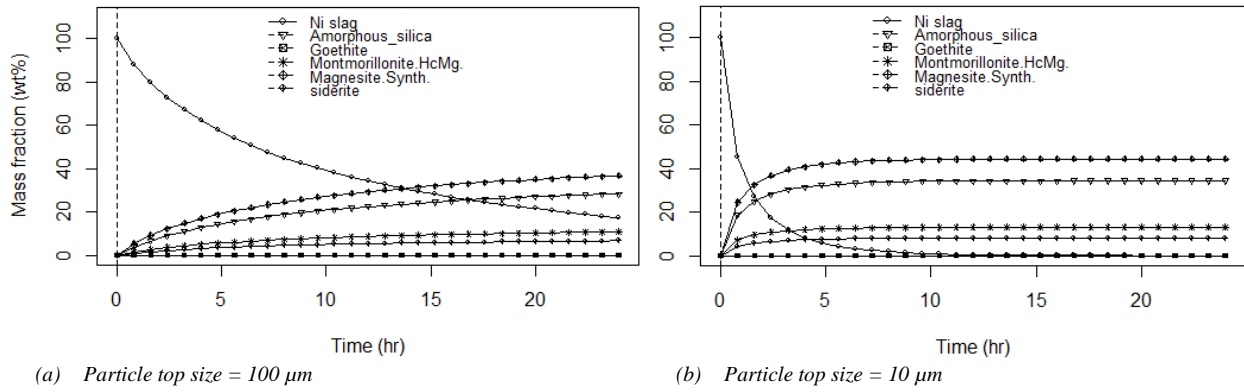 Ni slag
Amorphous_silica
Goethite
Montmorillonite.HcMg.
Magnesite.Synth.
siderite
Mass fraction (wt%)
100
80
60
40
20
0
0 5 10 15 20
Time (hr)
(a) Particle top size = 100 µm
Ni slag
Amorphous_silica
Goethite
Montmorillonite.HcMg.
Magnesite.Synth.
siderite
100
80
60
40
20
0
0 5 10 15 20
Time (hr)
(b) Particle top size = 10 µm